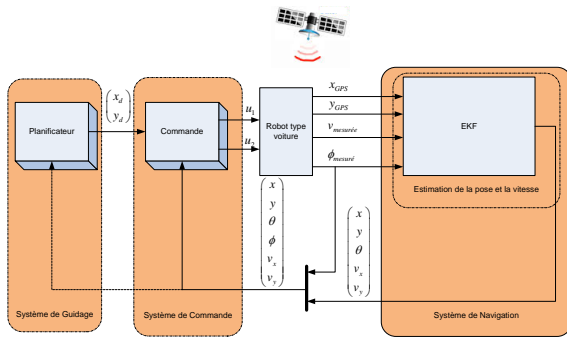 x_d
y_d
Planificateur
Commande
u_1
u_2
Robot type
voiture
x_GPS
y_GPS
v_mesurée
ϕ_mesuré
EKF
Estimation de la pose et la vitesse
x
y
θ
ϕ
v_x
v_y
x
y
θ
v_x
v_y
Système de Guidage
Système de Commande
Système de Navigation